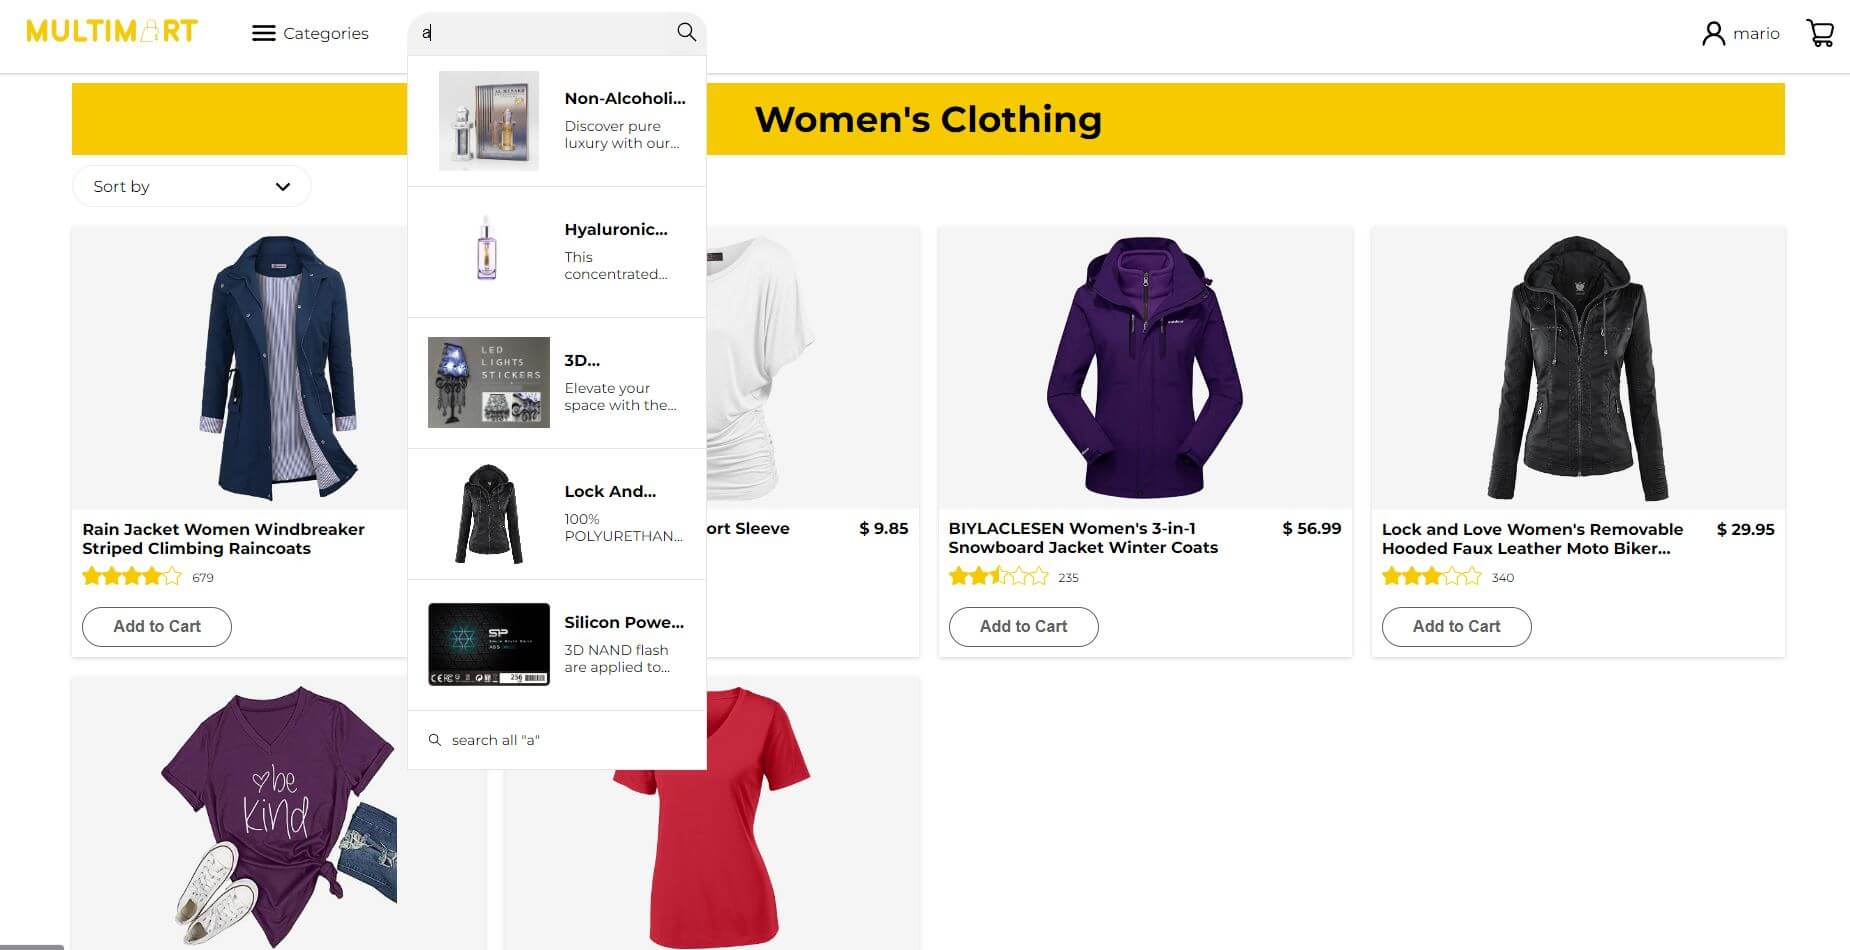 MULTIMART
Categories
a
mario
Non-Alcoholi...
Discover pure
luxury with our...
Hyaluronic...
This
concentrated...
3D...
Elevate your
space with the...
Lock And...
100%
POLYURETHAN...
Silicon Powe...
3D NAND flash
are applied to...
search all "a"
Women's Clothing
Sort by
LED
LIGHTS
STICKERS
SP
256
Rain Jacket Women Windbreaker
Striped Climbing Raincoats
679
Add to Cart
ort Sleeve
$ 9.85
BIYLACLESEN Women's 3-in-1
Snowboard Jacket Winter Coats
$ 56.99
235
Add to Cart
Lock and Love Women's Removable
Hooded Faux Leather Moto Biker...
$ 29.95
340
Add to Cart
be
kind